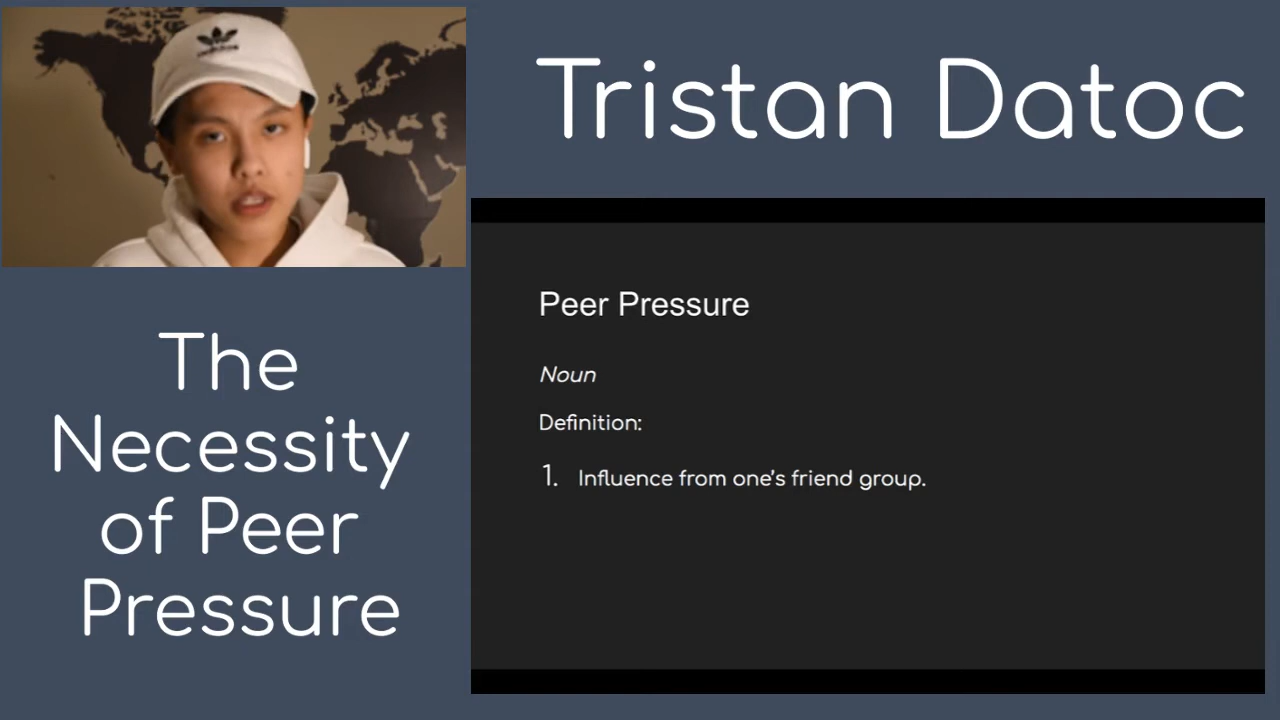 Tristan Datoc
The
Necessity
of Peer
Pressure
Peer Pressure
Noun
Definition:
1. Influence from one's friend group.